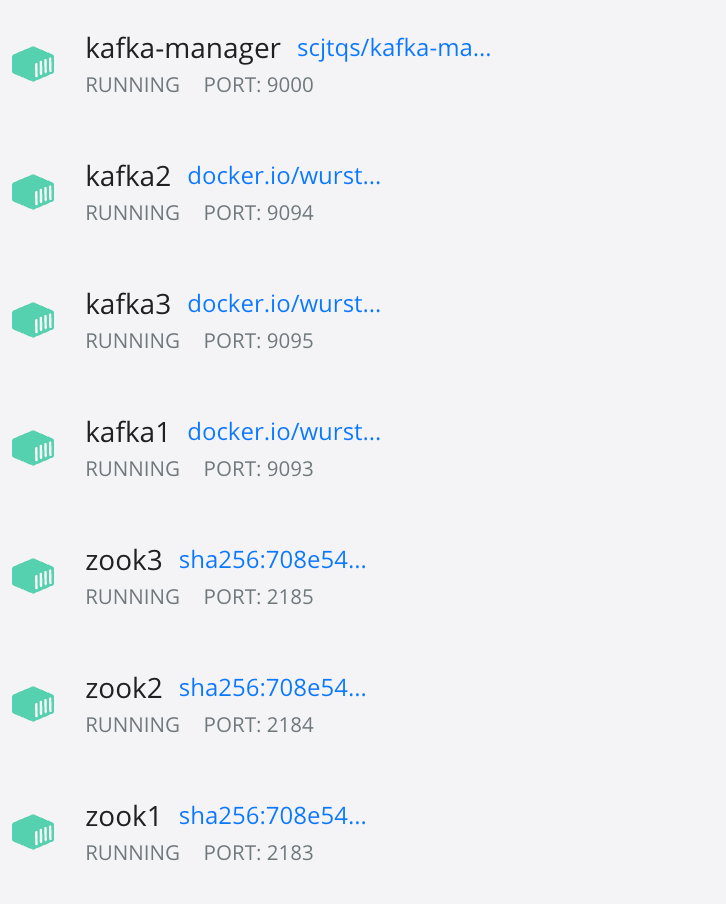 kafka-manager scjtqs/kafka-ma...
RUNNING PORT: 9000
kafka2 docker.io/wurst...
RUNNING PORT: 9094
kafka3 docker.io/wurst...
RUNNING PORT: 9095
kafka1 docker.io/wurst...
RUNNING PORT: 9093
zook3 sha256:708e54...
RUNNING PORT: 2185
zook2 sha256:708e54...
RUNNING PORT: 2184
zook1 sha256:708e54...
RUNNING PORT: 2183